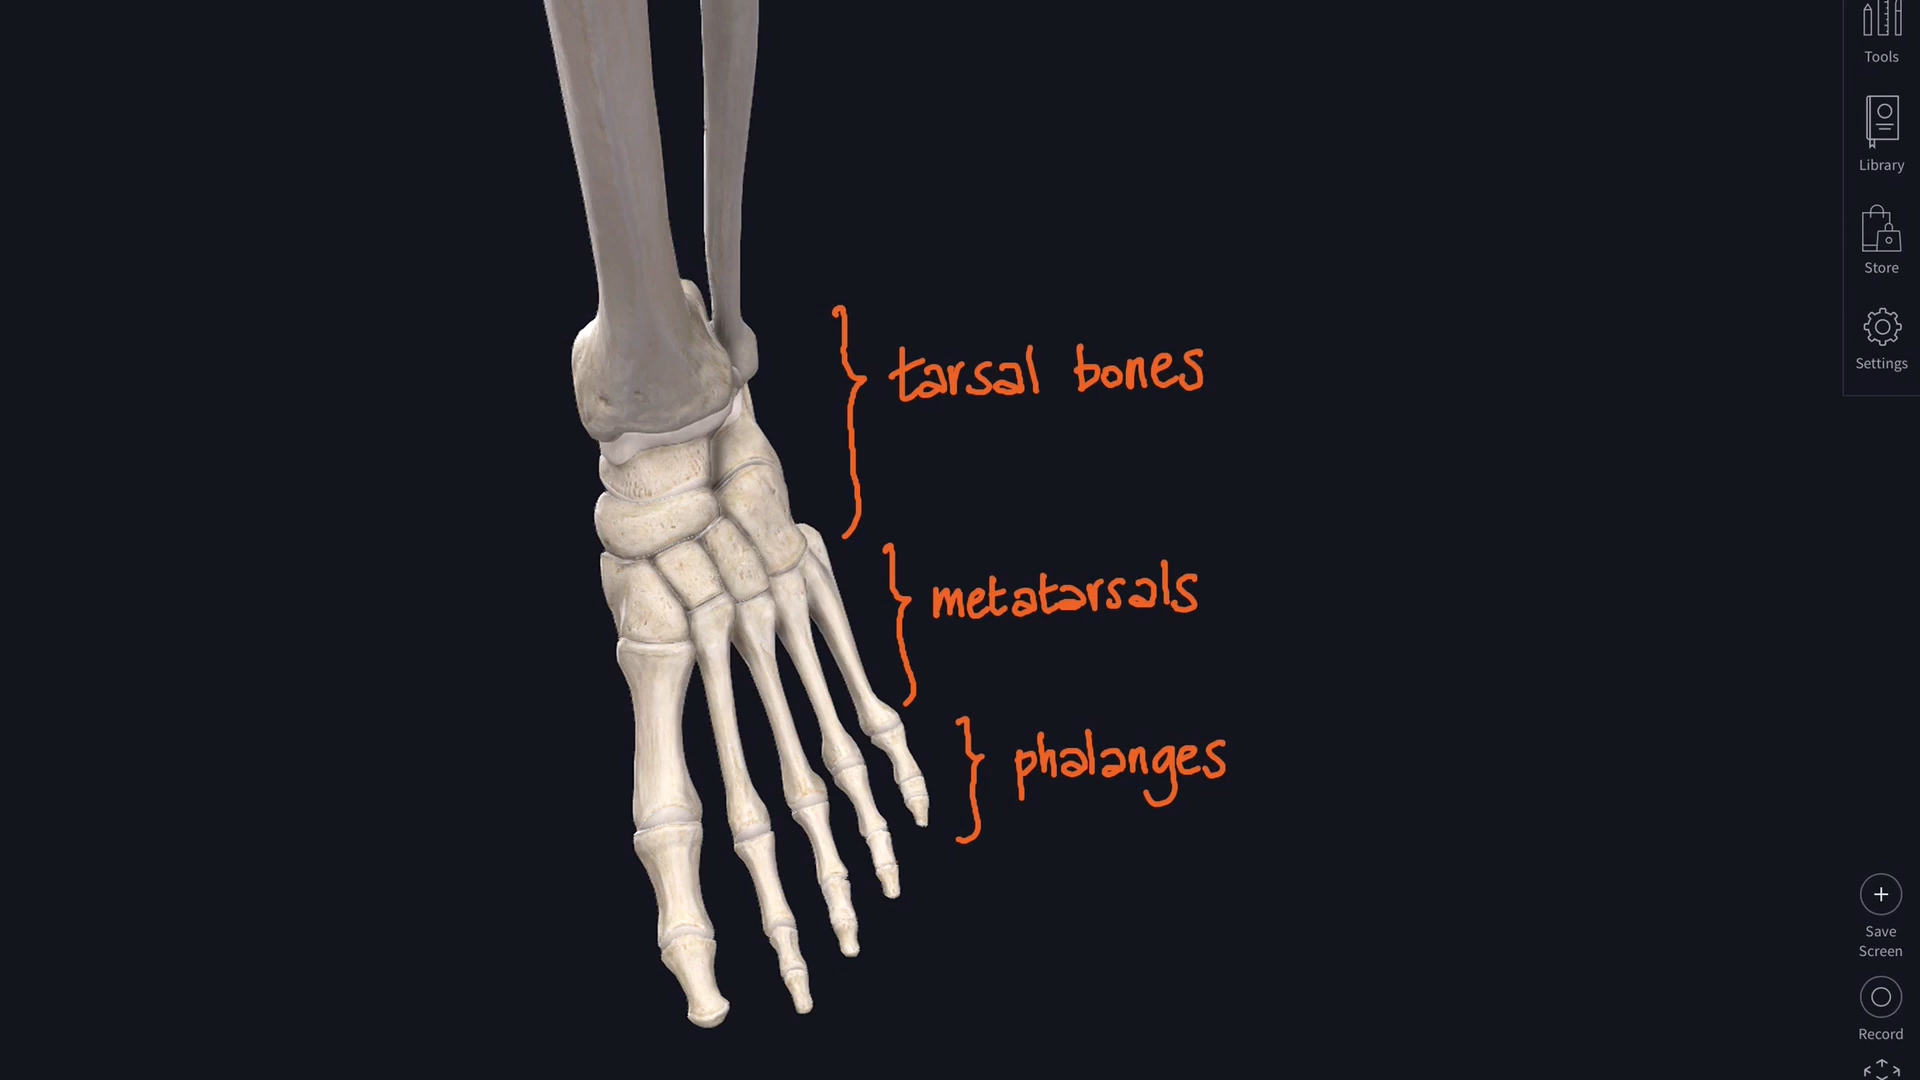 Tools
Library
Store
Settings
tarsal bones
metatarsals
phalanges
Save
Screen
Record